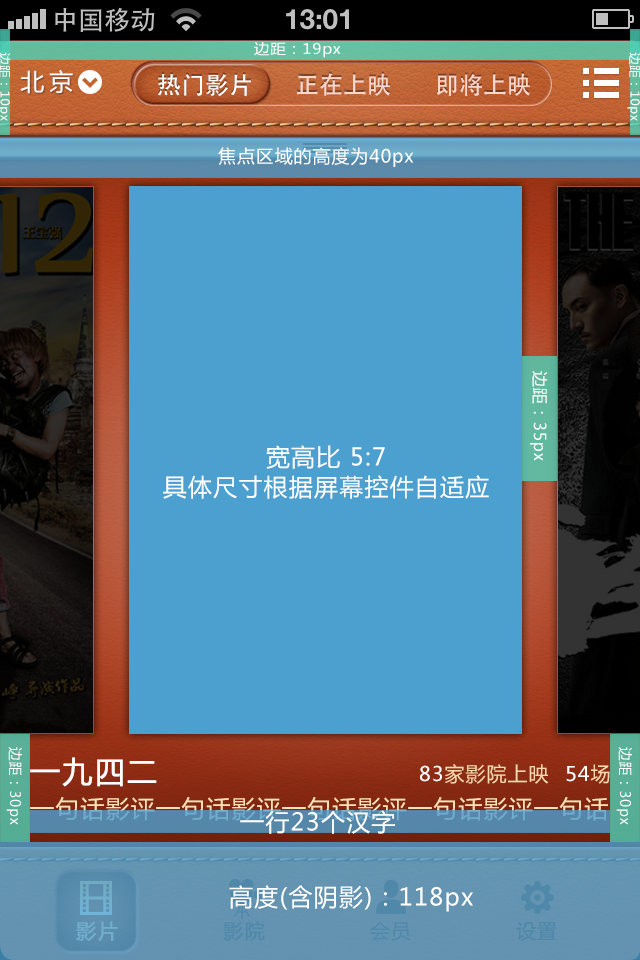 中国移动 13:01
边距：19px
边距：10px
北京 热门影片 正在上映 即将上映
边距：10px
焦点区域的高度为40px
12
王宝强
THE
边距：35px
宽高比 5:7
具体尺寸根据屏幕控件自适应
导演作品
边距：30px
一九四二 83家影院上映 54场
边距：30px
一句话影评一句话影评一句话影评一句话影评一句话
一行23个汉字
高度(含阴影)：118px
影片 影院 会员 设置